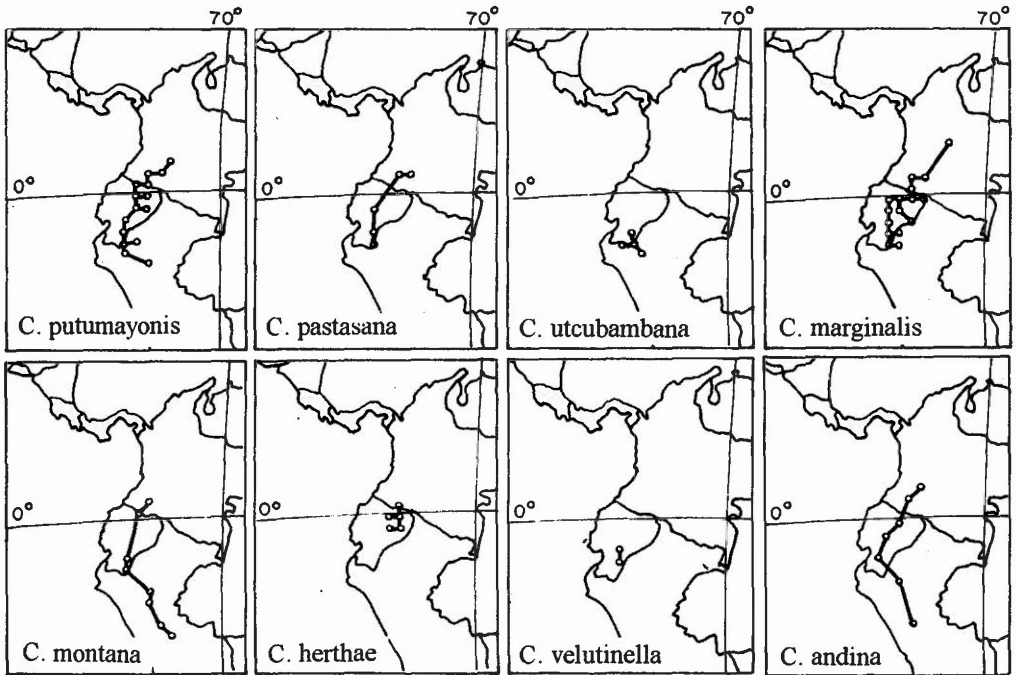 70° 70° 70° 70°
0° 0° 0° 0°
C. putumayonis C. pastasana C. utcubambana C. marginalis
0° 0° 0° 0°
C. montana C. herthae C. velutinella C. andina